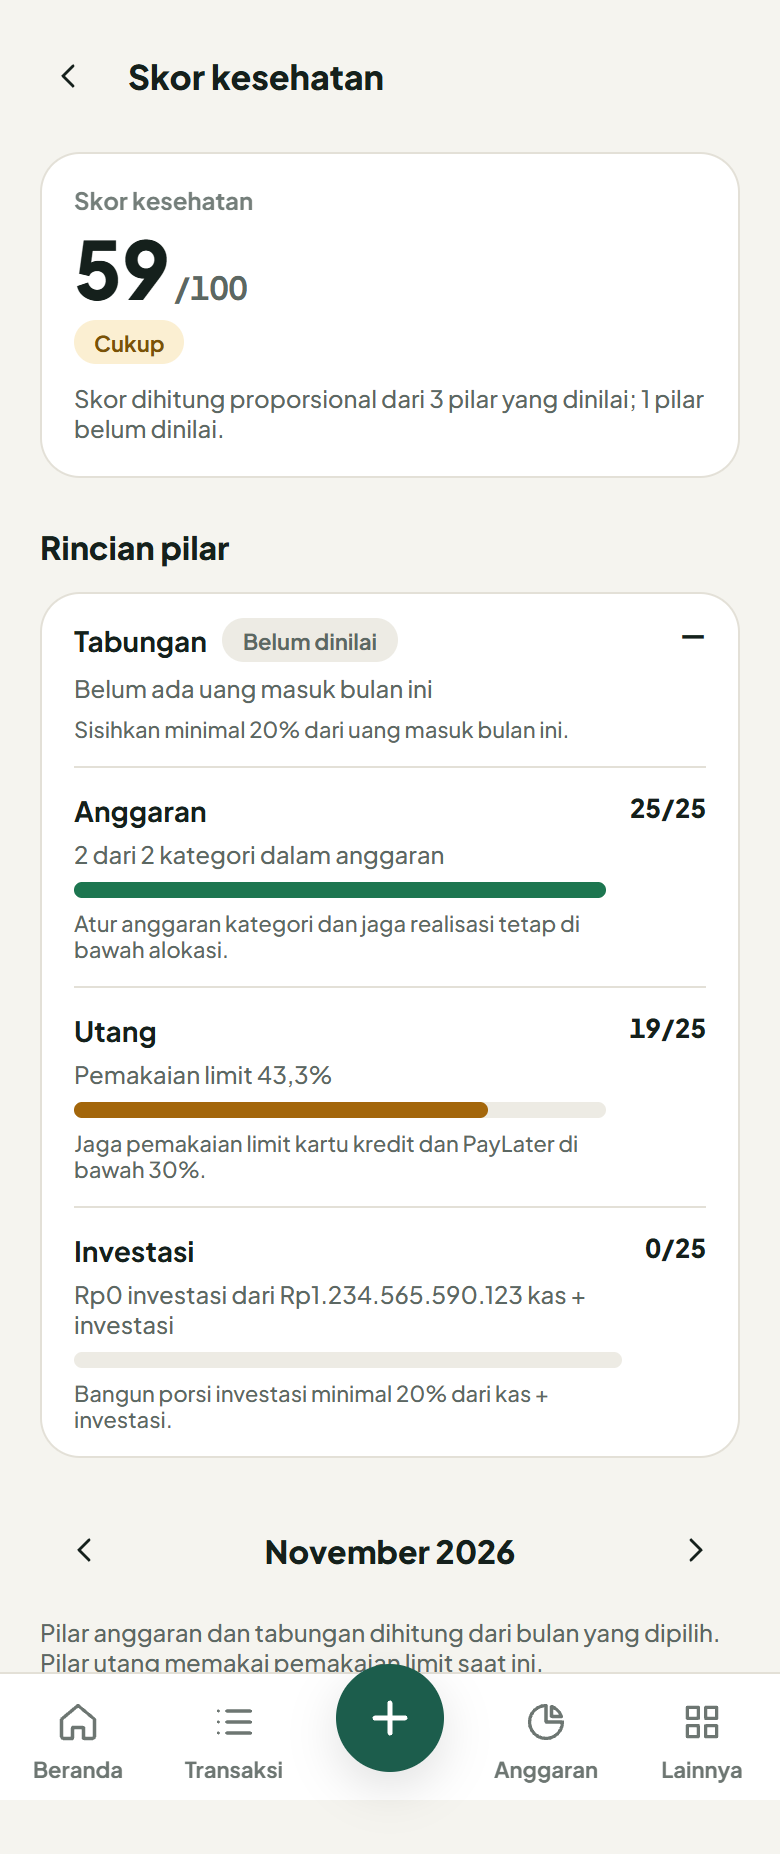 Skor kesehatan
Skor kesehatan
59 /100
Cukup
Skor dihitung proporsional dari 3 pilar yang dinilai; 1 pilar
belum dinilai.
Rincian pilar
Tabungan Belum dinilai –
Belum ada uang masuk bulan ini
Sisihkan minimal 20% dari uang masuk bulan ini.
Anggaran 25/25
2 dari 2 kategori dalam anggaran
Atur anggaran kategori dan jaga realisasi tetap di
bawah alokasi.
Utang 19/25
Pemakaian limit 43,3%
Jaga pemakaian limit kartu kredit dan PayLater di
bawah 30%.
Investasi 0/25
Rp0 investasi dari Rp1.234.565.590.123 kas +
investasi
Bangun porsi investasi minimal 20% dari kas +
investasi.
November 2026
Pilar anggaran dan tabungan dihitung dari bulan yang dipilih.
Pilar utang memakai pemakaian limit saat ini.
Beranda Transaksi Anggaran Lainnya